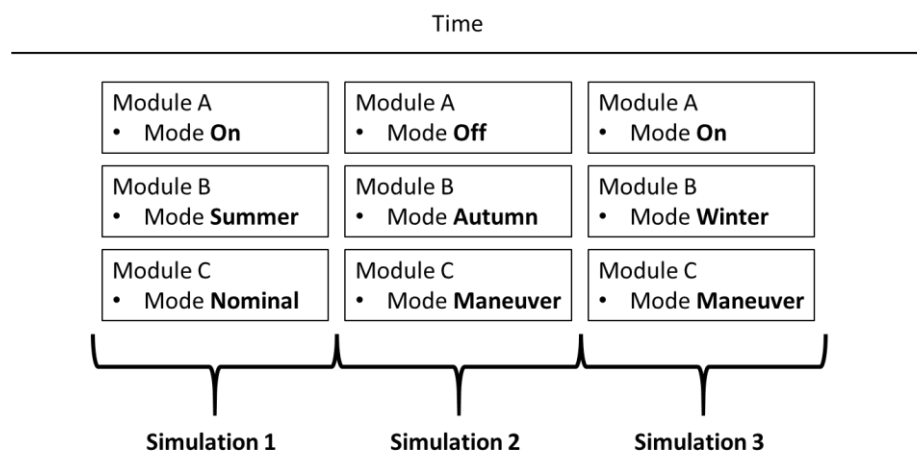 Time
Module A
• Mode On
Module B
• Mode Summer
Module C
• Mode Nominal
Simulation 1
Module A
• Mode Off
Module B
• Mode Autumn
Module C
• Mode Maneuver
Simulation 2
Module A
• Mode On
Module B
• Mode Winter
Module C
• Mode Maneuver
Simulation 3